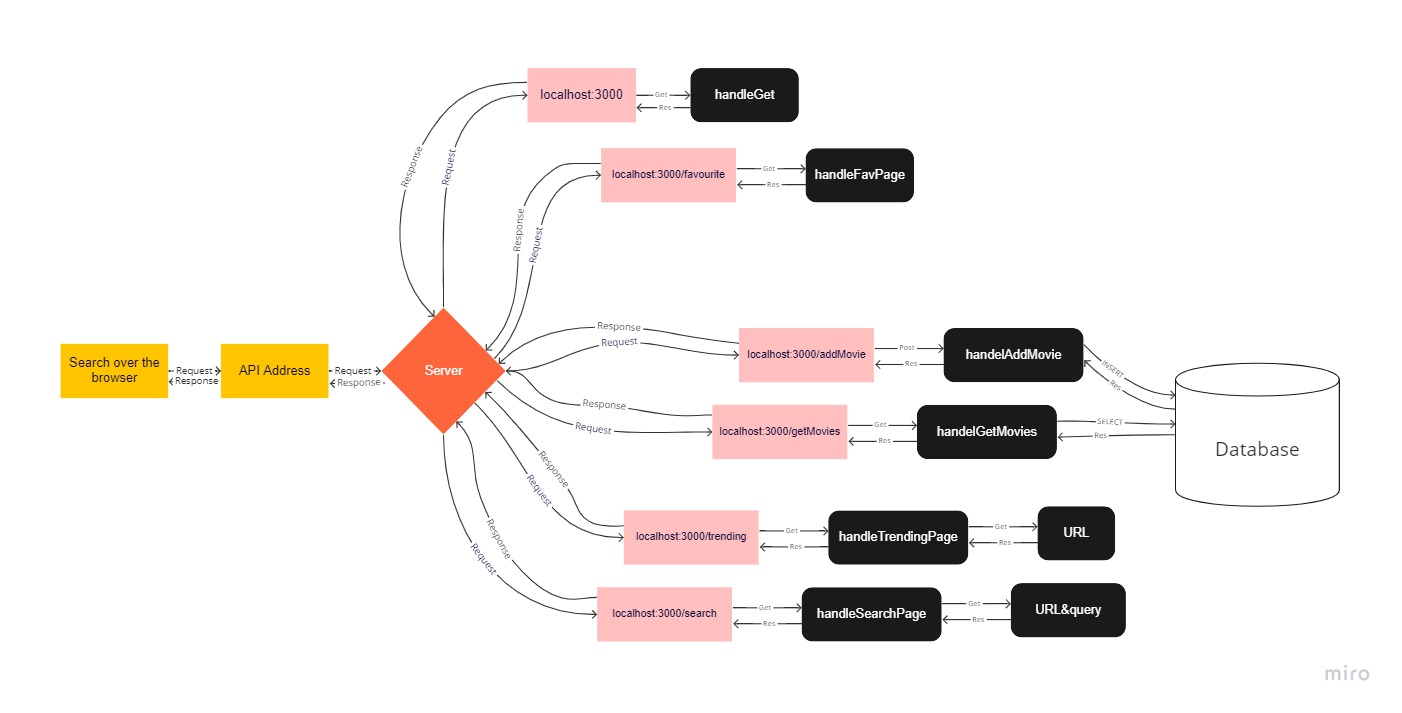 localhost:3000
Get
Res
handleGet
Response
Request
localhost:3000/favourite
Get
Res
handleFavPage
Response
Request
Search over the
browser
Request
Response
API Address
Request
Response
Server
Response
Request
localhost:3000/addMovie
Post
Res
handelAddMovie
INSERT
Res
Response
Request
localhost:3000/getMovies
Get
Res
handelGetMovies
SELECT
Res
Database
Response
Request
localhost:3000/trending
Get
Res
handleTrendingPage
Get
Res
URL
Response
Request
localhost:3000/search
Get
Res
handleSearchPage
Get
Res
URL&query
miro